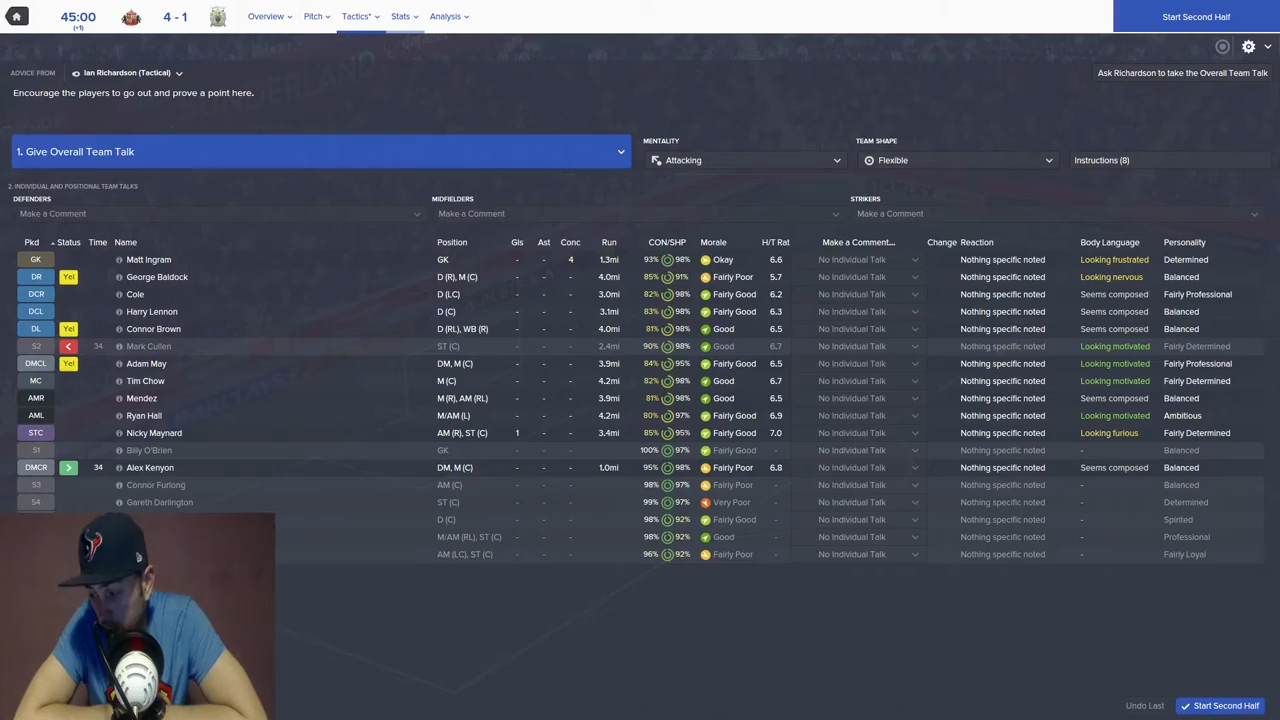 45:00 4 - 1 Overview Pitch Tactics* Stats Analysis Start Second Half
(+1)
ADVICE FROM Ian Richardson (Tactical) Ask Richardson to take the Overall Team Talk
Encourage the players to go out and prove a point here.
MENTALITY TEAM SHAPE
1. Give Overall Team Talk Attacking Flexible Instructions (8)
2. INDIVIDUAL AND POSITIONAL TEAM TALKS
DEFENDERS MIDFIELDERS STRIKERS
Make a Comment Make a Comment Make a Comment
Pkd Status Time Name Position Gls Ast Conc Run CON/SHP Morale H/T Rat Make a Comment... Change Reaction Body Language Personality
GK Matt Ingram GK - - 4 1.3mi 93% 98% Okay 6.6 No Individual Talk Nothing specific noted Looking frustrated Determined
DR Yel George Baldock D (R), M (C) - - - 4.0mi 85% 91% Fairly Poor 5.7 No Individual Talk Nothing specific noted Looking nervous Balanced
DCR Cole D (LC) - - - 3.0mi 82% 98% Fairly Good 6.2 No Individual Talk Nothing specific noted Seems composed Fairly Professional
DCL Harry Lennon D (C) - - - 3.1mi 83% 98% Fairly Good 6.3 No Individual Talk Nothing specific noted Seems composed Balanced
DL Yel Connor Brown D (RL), WB (R) - - - 4.0mi 81% 98% Good 6.5 No Individual Talk Nothing specific noted Seems composed Balanced
S2 34 Mark Cullen ST (C) - - - 2.4mi 90% 98% Good 6.7 No Individual Talk Nothing specific noted Looking motivated Fairly Determined
DMCL Yel Adam May DM, M (C) - - - 3.9mi 84% 95% Fairly Good 6.5 No Individual Talk Nothing specific noted Looking motivated Fairly Professional
MC Tim Chow M (C) - - - 4.2mi 82% 98% Good 6.7 No Individual Talk Nothing specific noted Looking motivated Fairly Determined
AMR Mendez M (R), AM (RL) - - - 3.9mi 81% 98% Good 6.5 No Individual Talk Nothing specific noted Seems composed Balanced
AML Ryan Hall M/AM (L) - - - 4.2mi 80% 97% Fairly Good 6.9 No Individual Talk Nothing specific noted Looking motivated Ambitious
STC Nicky Maynard AM (R), ST (C) 1 - - 3.4mi 85% 95% Fairly Good 7.0 No Individual Talk Nothing specific noted Looking furious Fairly Determined
S1 Billy O'Brien GK - - - 100% 97% Fairly Good - No Individual Talk Nothing specific noted - Balanced
DMCR 34 Alex Kenyon DM, M (C) - - - 1.0mi 95% 98% Fairly Poor 6.8 No Individual Talk Nothing specific noted Seems composed Balanced
S3 Connor Furlong AM (C) - - - 98% 97% Fairly Poor - No Individual Talk Nothing specific noted - Balanced
S4 Gareth Darlington ST (C) - - - 99% 97% Very Poor - No Individual Talk Nothing specific noted - Determined
D (C) - - - 98% 92% Fairly Good - No Individual Talk Nothing specific noted - Spirited
M/AM (RL), ST (C) - - - 98% 92% Good - No Individual Talk Nothing specific noted - Professional
AM (LC), ST (C) - - - 96% 92% Fairly Poor - No Individual Talk Nothing specific noted - Fairly Loyal
Undo Last Start Second Half